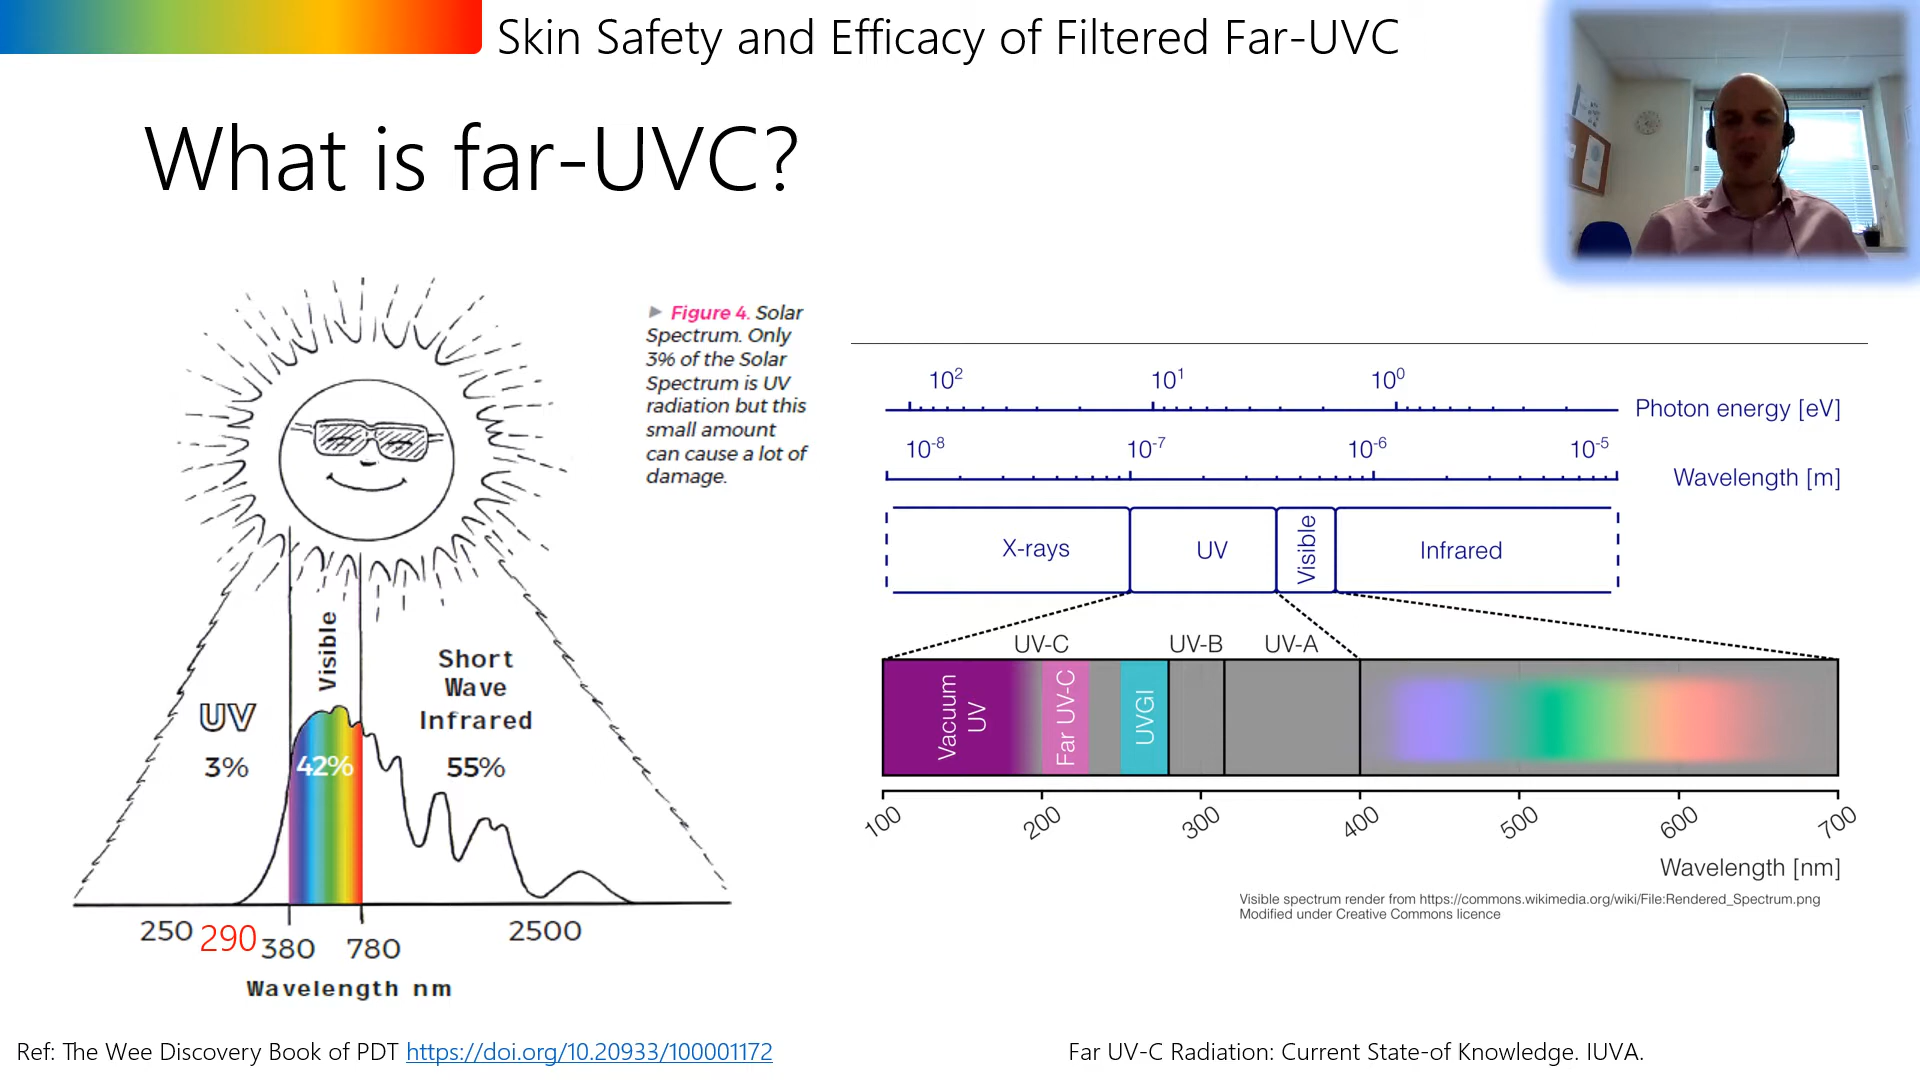 Skin Safety and Efficacy of Filtered Far-UVC
What is far-UVC?
► Figure 4. Solar
Spectrum. Only
3% of the Solar
Spectrum is UV
radiation but this
small amount
can cause a lot of
damage.
Visible
Short
Wave
Infrared
UV
3%
42%
55%
250
290
380
780
2500
Wavelength nm
10² 10¹ 10⁰
Photon energy [eV]
10⁻⁸ 10⁻⁷ 10⁻⁶ 10⁻⁵
Wavelength [m]
X-rays
UV
Visible
Infrared
UV-C
UV-B
UV-A
Vacuum
UV
Far UV-C
UVGI
100 200 300 400 500 600 700
Wavelength [nm]
Visible spectrum render from https://commons.wikimedia.org/wiki/File:Rendered_Spectrum.png
Modified under Creative Commons licence
Ref: The Wee Discovery Book of PDT https://doi.org/10.20933/100001172
Far UV-C Radiation: Current State-of Knowledge. IUVA.